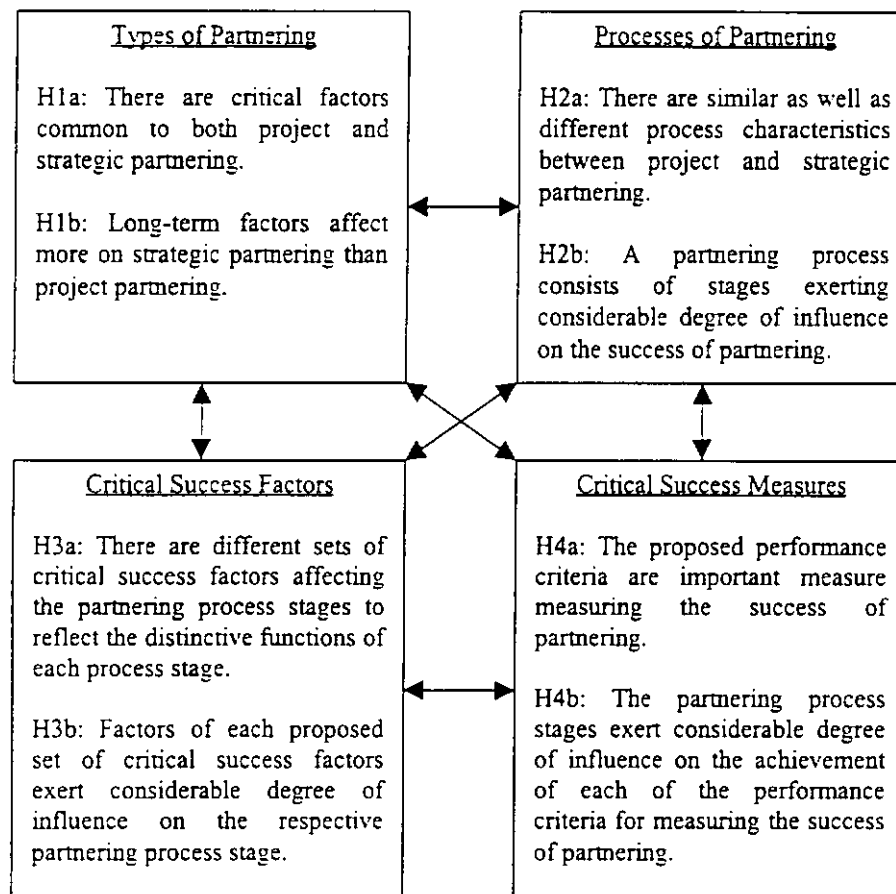 Types of Partnering
H1a: There are critical factors
common to both project and
strategic partnering.
H1b: Long-term factors affect
more on strategic partnering than
project partnering.
Processes of Partnering
H2a: There are similar as well as
different process characteristics
between project and strategic
partnering.
H2b: A partnering process
consists of stages exerting
considerable degree of influence
on the success of partnering.
Critical Success Factors
H3a: There are different sets of
critical success factors affecting
the partnering process stages to
reflect the distinctive functions of
each process stage.
H3b: Factors of each proposed
set of critical success factors
exert considerable degree of
influence on the respective
partnering process stage.
Critical Success Measures
H4a: The proposed performance
criteria are important measure
measuring the success of
partnering.
H4b: The partnering process
stages exert considerable degree
of influence on the achievement
of each of the performance
criteria for measuring the success
of partnering.